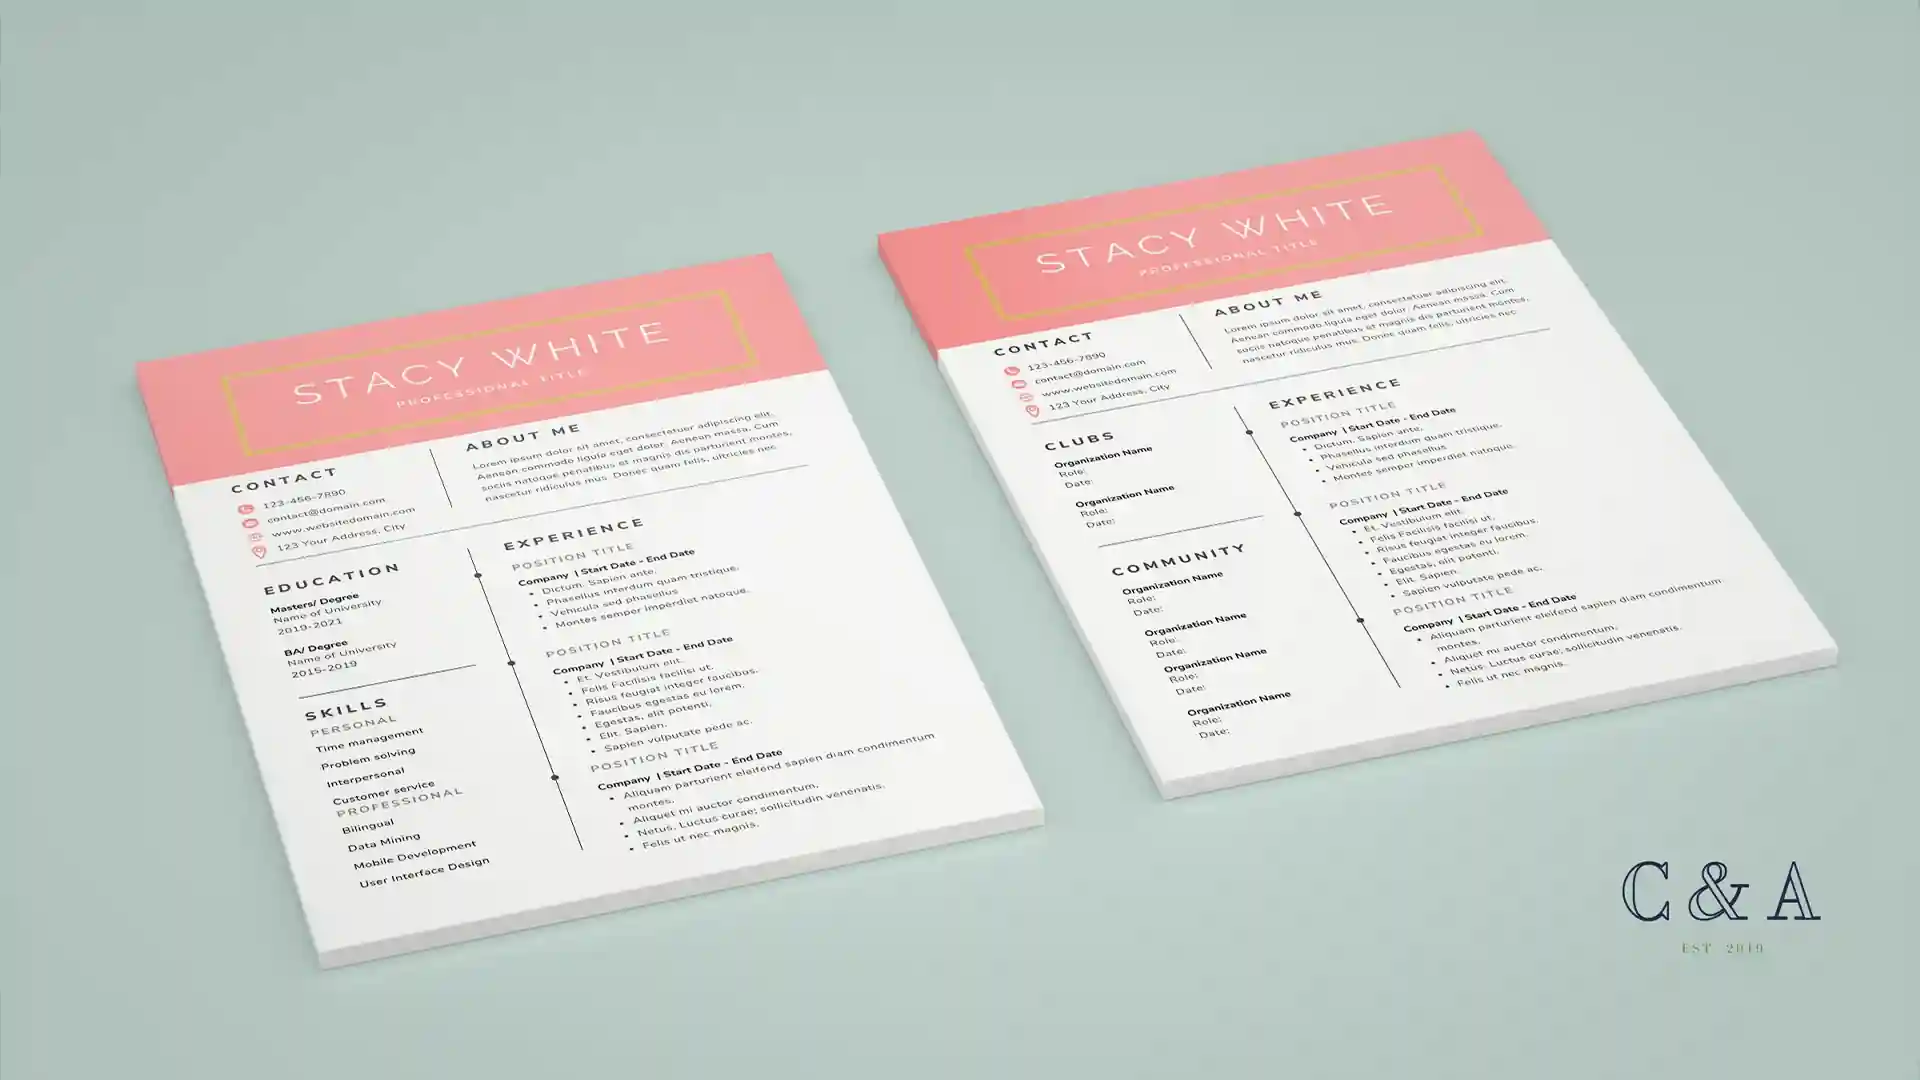 STACY WHITE
PROFESSIONAL TITLE
CONTACT
123-456-7890
contact@domain.com
www.websitedomain.com
123 Your Address, City
ABOUT ME
Lorem ipsum dolor sit amet, consectetuer adipiscing elit.
Aenean commodo ligula eget dolor. Aenean massa. Cum
sociis natoque penatibus et magnis dis parturient montes,
nascetur ridiculus mus. Donec quam felis, ultricies nec
EDUCATION
Masters/ Degree
Name of University
2019-2021
BA/ Degree
Name of University
2015-2019
SKILLS
PERSONAL
Time management
Problem solving
Interpersonal
Customer service
PROFESSIONAL
Bilingual
Data Mining
Mobile Development
User Interface Design
EXPERIENCE
POSITION TITLE
Company | Start Date - End Date
• Dictum. Sapien ante.
• Phasellus interdum quam tristique.
• Vehicula sed phasellus
• Montes semper imperdiet natoque.
POSITION TITLE
Company | Start Date - End Date
• Et. Vestibulum elit.
• Felis Facilisis facilisi ut.
• Risus feugiat integer faucibus.
• Faucibus egestas eu lorem.
• Egestas, elit potenti.
• Elit. Sapien.
• Sapien vulputate pede ac.
POSITION TITLE
Company | Start Date - End Date
• Aliquam parturient eleifend sapien diam condimentum
montes.
• Aliquet mi auctor condimentum.
• Netus. Luctus curae; sollicitudin venenatis.
• Felis ut nec magnis.
STACY WHITE
PROFESSIONAL TITLE
CONTACT
123-456-7890
contact@domain.com
www.websitedomain.com
123 Your Address, City
ABOUT ME
Lorem ipsum dolor sit amet, consectetuer adipiscing elit.
Aenean commodo ligula eget dolor. Aenean massa. Cum
sociis natoque penatibus et magnis dis parturient montes,
nascetur ridiculus mus. Donec quam felis, ultricies nec
CLUBS
Organization Name
Role:
Date:
Organization Name
Role:
Date:
COMMUNITY
Organization Name
Role:
Date:
Organization Name
Role:
Date:
Organization Name
Role:
Date:
Organization Name
Role:
Date:
EXPERIENCE
POSITION TITLE
Company | Start Date - End Date
• Dictum. Sapien ante.
• Phasellus interdum quam tristique.
• Vehicula sed phasellus
• Montes semper imperdiet natoque.
POSITION TITLE
Company | Start Date - End Date
• Et. Vestibulum elit.
• Felis Facilisis facilisi ut.
• Risus feugiat integer faucibus.
• Faucibus egestas eu lorem.
• Egestas, elit potenti.
• Elit. Sapien.
• Sapien vulputate pede ac.
POSITION TITLE
Company | Start Date - End Date
• Aliquam parturient eleifend sapien diam condimentum
montes.
• Aliquet mi auctor condimentum.
• Netus. Luctus curae; sollicitudin venenatis.
• Felis ut nec magnis.
C & A
EST 2019